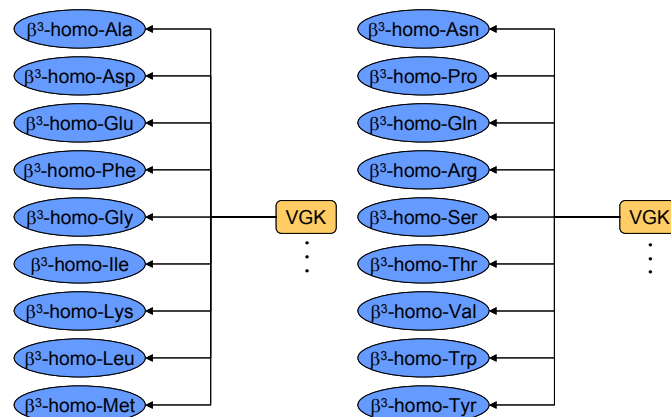 β³-homo-Ala
β³-homo-Asp
β³-homo-Glu
β³-homo-Phe
β³-homo-Gly
β³-homo-Ile
β³-homo-Lys
β³-homo-Leu
β³-homo-Met
VGK
β³-homo-Asn
β³-homo-Pro
β³-homo-Gln
β³-homo-Arg
β³-homo-Ser
β³-homo-Thr
β³-homo-Val
β³-homo-Trp
β³-homo-Tyr
VGK